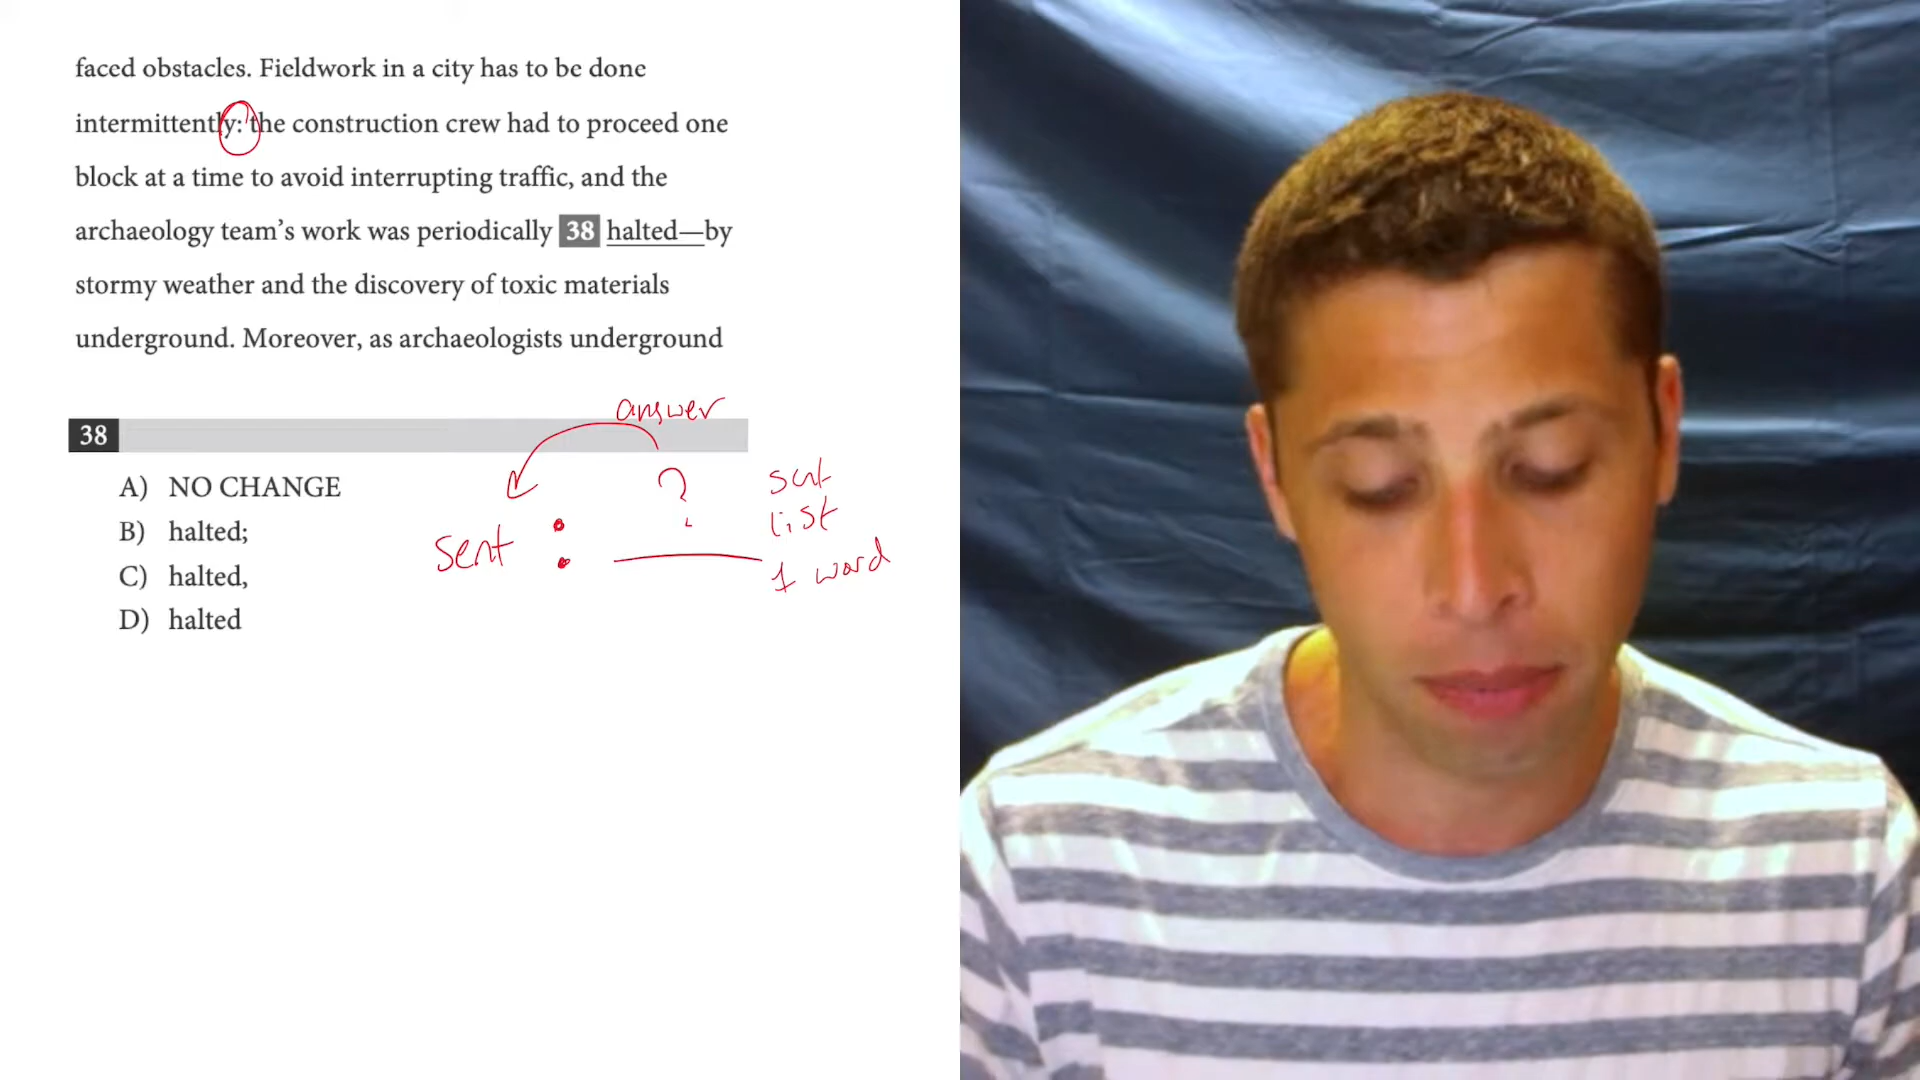 faced obstacles. Fieldwork in a city has to be done
intermittently: the construction crew had to proceed one
block at a time to avoid interrupting traffic, and the
archaeology team’s work was periodically 38 halted—by
stormy weather and the discovery of toxic materials
underground. Moreover, as archaeologists underground
38
A) NO CHANGE
B) halted;
C) halted,
D) halted
answer
sent : ?
sent
list
1 word